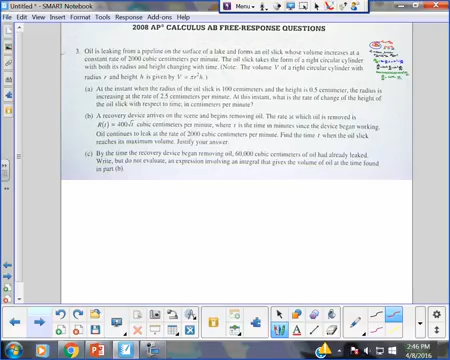 4/8/2016 - SMART Notebook
Menu
File Edit View Insert Format Tools Add-ons Response Help
2008 AP® CALCULUS AB FREE-RESPONSE QUESTIONS
3. Oil is leaking from a pipeline on the surface of a lake and forms an oil slick whose volume increases at a
constant rate of 2000 cubic centimeters per minute. The oil slick takes the form of a right circular cylinder
with both its radius and height changing with time. (Note: The volume V of a right circular cylinder with
radius r and height h is given by V = πr²h.)
(a) At the instant when the radius of the oil slick is 100 centimeters and the height is 0.5 centimeter, the radius is
increasing at the rate of 2.5 centimeters per minute. At this instant, what is the rate of change of the height of
the oil slick with respect to time, in centimeters per minute?
(b) A recovery device arrives on the scene and begins removing oil. The rate at which oil is removed is
R(t) = 400√t cubic centimeters per minute, where t is the time in minutes since the device began working.
Oil continues to leak at the rate of 2000 cubic centimeters per minute. Find the time t when the oil slick
reaches its maximum volume. Justify your answer.
(c) By the time the recovery device began removing oil, 60,000 cubic centimeters of oil had already leaked.
Write, but do not evaluate, an expression involving an integral that gives the volume of oil at the time found
in part (b)
2:46 PM
4/8/2016